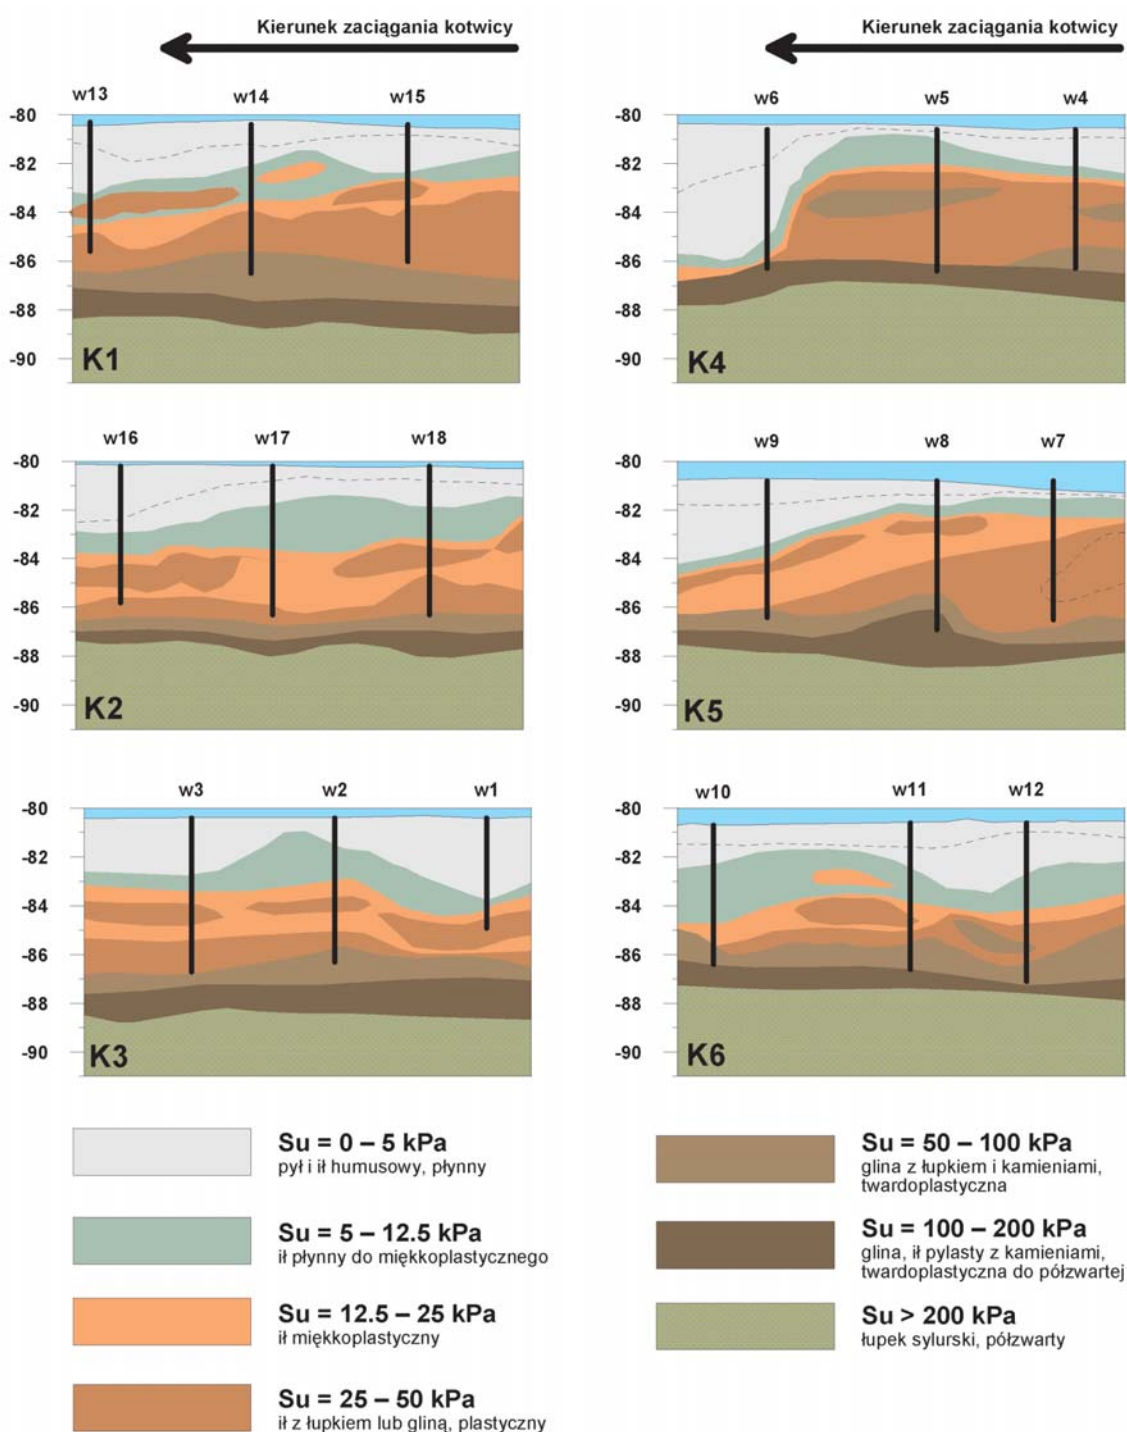 Kierunek zaciągania kotwicy
Kierunek zaciągania kotwicy
w13 w14 w15
-80
-82
-84
-86
-88
-90
K1
w6 w5 w4
-80
-82
-84
-86
-88
-90
K4
w16 w17 w18
-80
-82
-84
-86
-88
-90
K2
w9 w8 w7
-80
-82
-84
-86
-88
-90
K5
w3 w2 w1
-80
-82
-84
-86
-88
-90
K3
w10 w11 w12
-80
-82
-84
-86
-88
-90
K6
Su = 0 – 5 kPa
pył i ił humusowy, płynny
Su = 5 – 12.5 kPa
ił płynny do miękkoplastycznego
Su = 12.5 – 25 kPa
ił miękkoplastyczny
Su = 25 – 50 kPa
ił z łupkiem lub gliną, plastyczny
Su = 50 – 100 kPa
glina z łupkiem i kamieniami,
twardoplastyczna
Su = 100 – 200 kPa
glina, ił pylasty z kamieniami,
twardoplastyczna do półzwartej
Su > 200 kPa
łupek sylurski, półzwarty